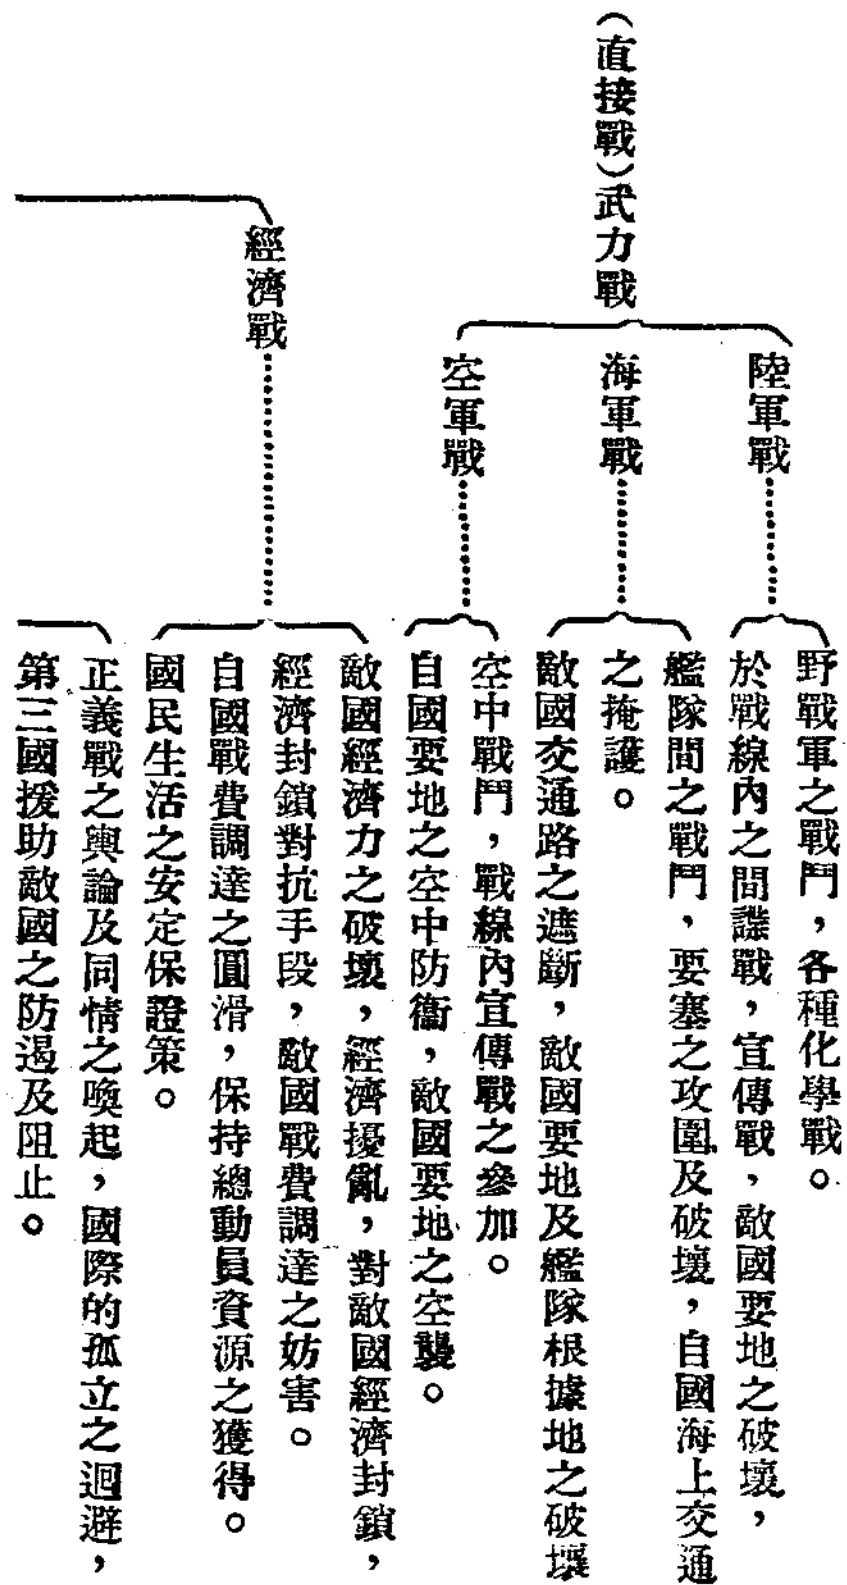 （直接戰）武力戰
陸軍戰
野戰軍之戰鬥，各種化學戰。
於戰線內之間諜戰，宣傳戰，敵國要地之破壞，
海軍戰
艦隊間之戰鬥，要塞之攻圍及破壞，自國海上交通
之掩護。
敵國交通路之遮斷，敵國要地及艦隊根據地之破壞
空軍戰
空中戰鬥，戰線內宣傳戰之參加。
自國要地之空中防衞，敵國要地之空襲。
經濟戰
敵國經濟力之破壞，經濟擾亂，對敵國經濟封鎖，
經濟封鎖對抗手段，敵國戰費調達之妨害。
自國戰費調達之圓滑，保持總動員資源之獲得。
國民生活之安定保證策。
正義戰之輿論及同情之喚起，國際的孤立之迴避，
第三國援助敵國之防遏及阻止。